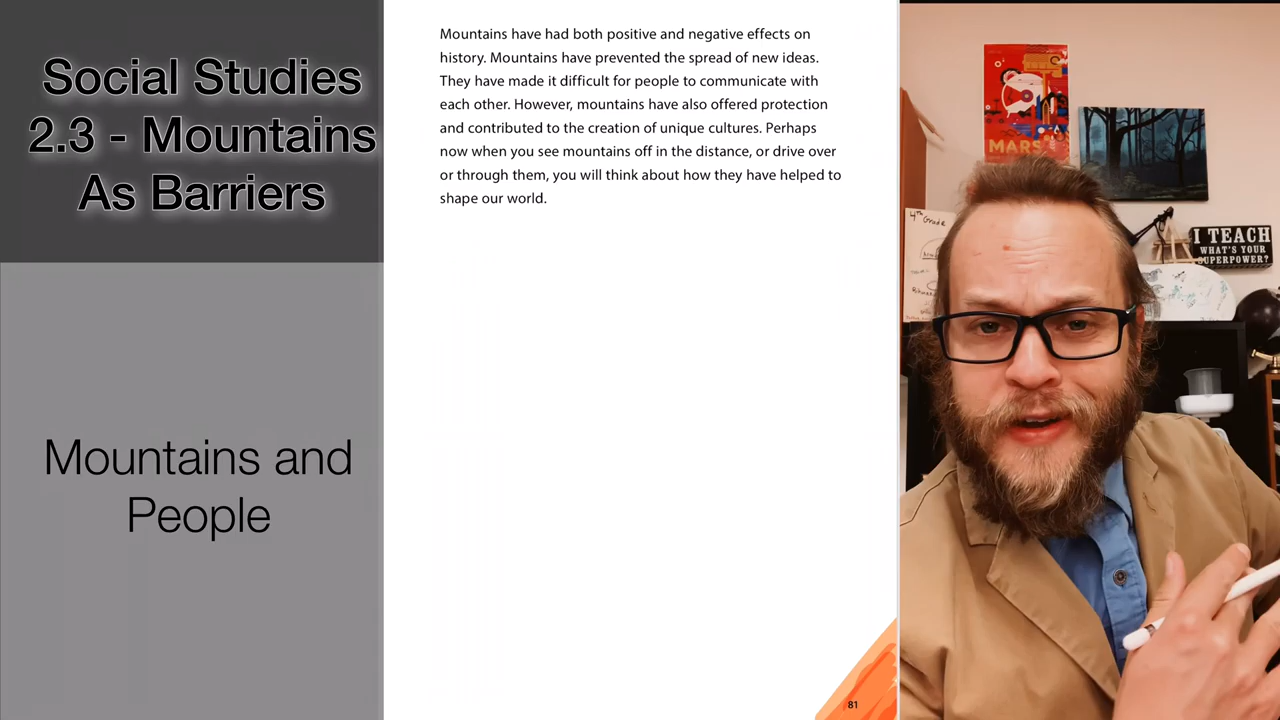 Social Studies
2.3 - Mountains
As Barriers
Mountains and
People
Mountains have had both positive and negative effects on
history. Mountains have prevented the spread of new ideas.
They have made it difficult for people to communicate with
each other. However, mountains have also offered protection
and contributed to the creation of unique cultures. Perhaps
now when you see mountains off in the distance, or drive over
or through them, you will think about how they have helped to
shape our world.
81
MARS
4th Grade
I TEACH
WHAT'S YOUR
SUPERPOWER?